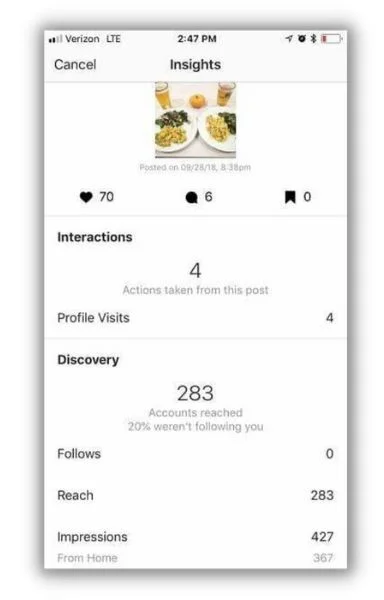 Verizon LTE 2:47 PM
Cancel Insights
Posted on 09/28/18, 8:38pm
70 6 0
Interactions
4
Actions taken from this post
Profile Visits 4
Discovery
283
Accounts reached
20% weren't following you
Follows 0
Reach 283
Impressions 427
From Home 367